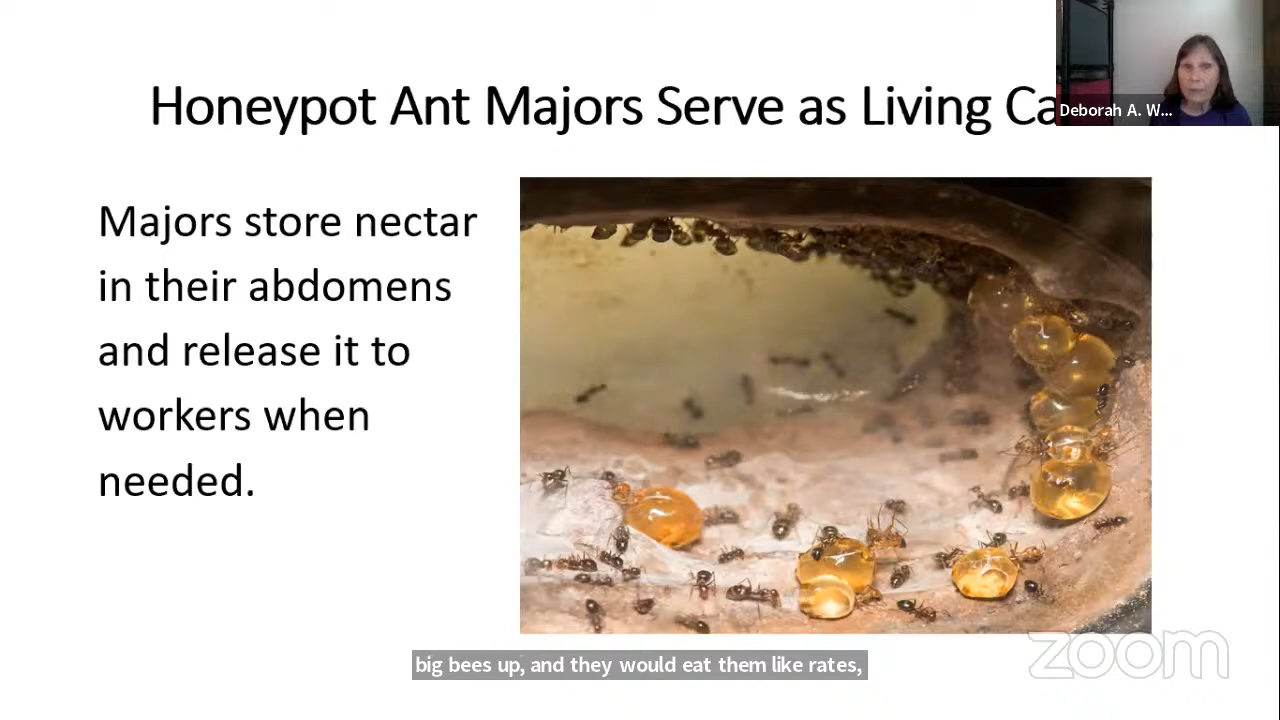 Honeypot Ant Majors Serve as Living Ca
Deborah A. W...
Majors store nectar
in their abdomens
and release it to
workers when
needed.
big bees up, and they would eat them like rates,
zoom